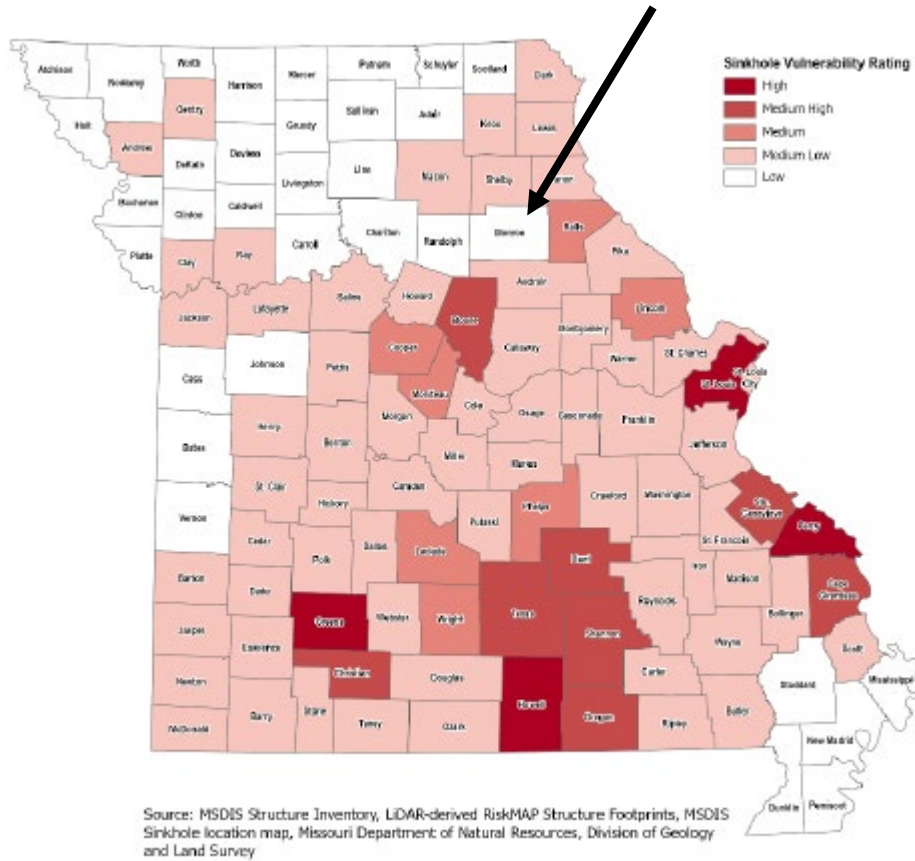 Atchison
Nodaway
Worth
Harrison
Mercer
Putnam
Schuyler
Scotland
Clark
Holt
Gentry
Sullivan
Adair
Knox
Lewis
Andrew
Grundy
DeKalb
Daviess
Linn
Macon
Shelby
Marion
Livingston
Buchanan
Clinton
Caldwell
Chariton
Randolph
Monroe
Ralls
Platte
Clay
Ray
Carroll
Pike
Audrain
Jackson
Lafayette
Saline
Howard
Boone
Callaway
Montgomery
Lincoln
Warren
St. Charles
St. Louis
St. Louis
City
Cass
Johnson
Pettis
Cooper
Moniteau
Cole
Osage
Gasconade
Franklin
Jefferson
Bates
Henry
Benton
Morgan
Miller
Maries
St. Clair
Hickory
Camden
Pulaski
Phelps
Crawford
Washington
St. Francois
Ste.
Genevieve
Perry
Vernon
Cedar
Polk
Dallas
Laclede
Dent
Iron
Madison
Cape
Girardeau
Barton
Dade
Greene
Webster
Wright
Texas
Shannon
Reynolds
Wayne
Bollinger
Scott
Jasper
Lawrence
Christian
Douglas
Howell
Carter
Butler
Stoddard
Mississippi
Newton
McDonald
Barry
Stone
Taney
Ozark
Oregon
Ripley
New Madrid
Dunklin
Pemiscot
Sinkhole Vulnerability Rating
High
Medium High
Medium
Medium Low
Low
Source: MSDIS Structure Inventory, LiDAR-derived RiskMAP Structure Footprints, MSDIS
Sinkhole location map, Missouri Department of Natural Resources, Division of Geology
and Land Survey